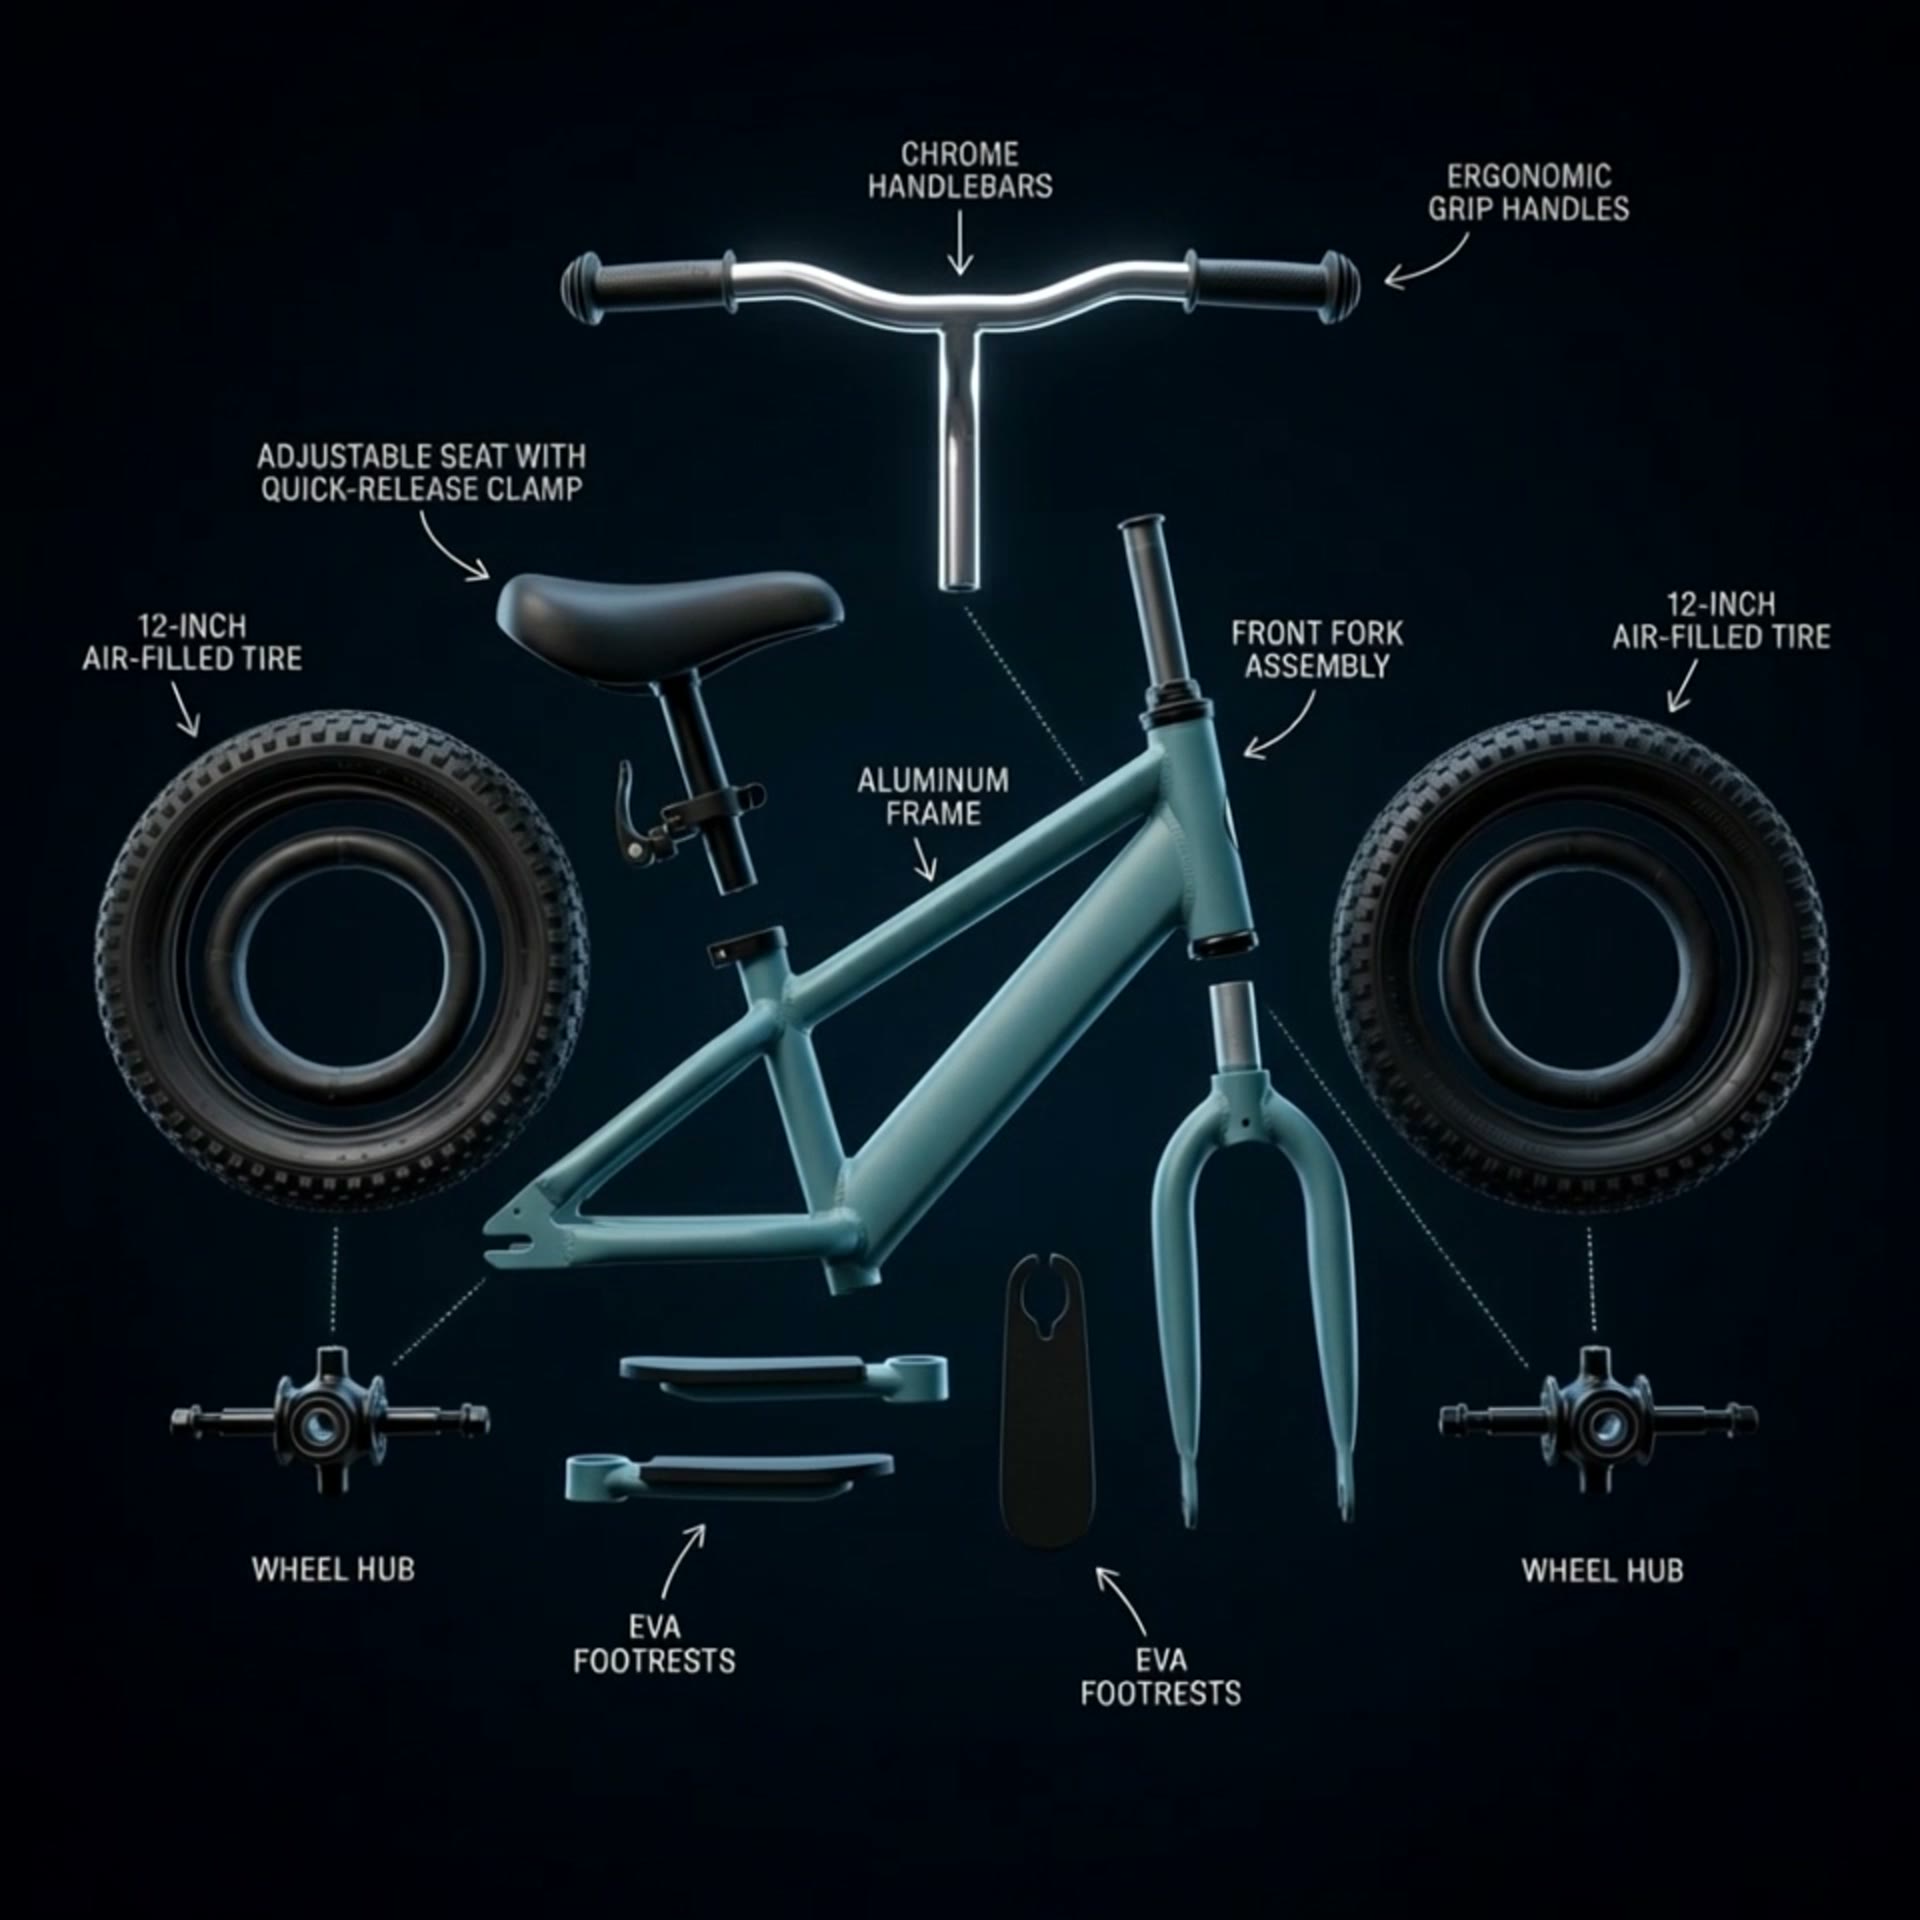 CHROME
HANDLEBARS
ERGONOMIC
GRIP HANDLES
ADJUSTABLE SEAT WITH
QUICK-RELEASE CLAMP
12-INCH
AIR-FILLED TIRE
FRONT FORK
ASSEMBLY
12-INCH
AIR-FILLED TIRE
ALUMINUM
FRAME
WHEEL HUB
EVA
FOOTRESTS
EVA
FOOTRESTS
WHEEL HUB